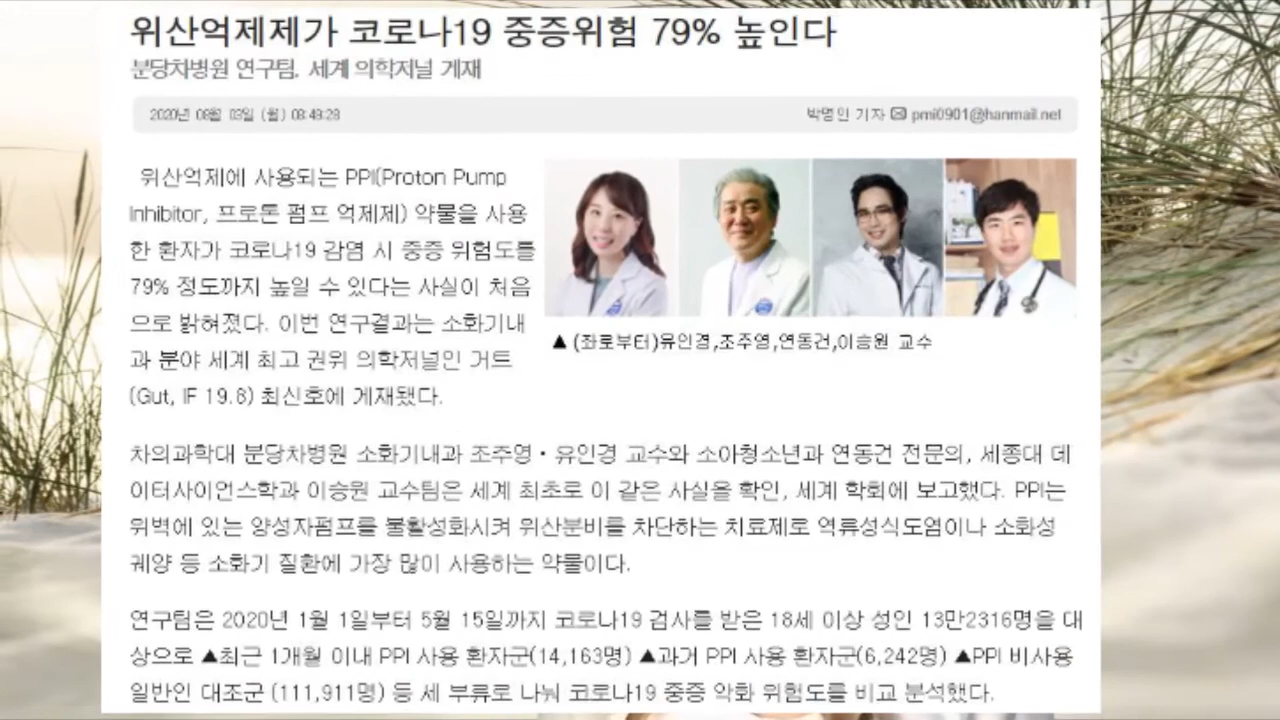 위산억제제가 코로나19 중증위험 79% 높인다
분당차병원 연구팀, 세계 의학저널 게재
2020년 08월 03일 (월) 08:49:28
박명인 기자 ✉ pmi0901@hanmail.net
위산억제에 사용되는 PPI(Proton Pump
Inhibitor, 프로톤 펌프 억제제) 약물을 사용
한 환자가 코로나19 감염 시 중증 위험도를
79% 정도까지 높일 수 있다는 사실이 처음
으로 밝혀졌다. 이번 연구결과는 소화기내
과 분야 세계 최고 권위 의학저널인 거트
(Gut, IF 19.8) 최신호에 게재됐다.
▲ (좌로부터)유인경,조주영,연동건,이승원 교수
차의과학대 분당차병원 소화기내과 조주영·유인경 교수와 소아청소년과 연동건 전문의, 세종대 데
이터사이언스학과 이승원 교수팀은 세계 최초로 이 같은 사실을 확인, 세계 학회에 보고했다. PPI는
위벽에 있는 양성자펌프를 불활성화시켜 위산분비를 차단하는 치료제로 역류성식도염이나 소화성
궤양 등 소화기 질환에 가장 많이 사용하는 약물이다.
연구팀은 2020년 1월 1일부터 5월 15일까지 코로나19 검사를 받은 18세 이상 성인 13만2316명을 대
상으로 ▲최근 1개월 이내 PPI 사용 환자군(14,163명) ▲과거 PPI 사용 환자군(6,242명) ▲PPI 비사용
일반인 대조군 (111,911명) 등 세 부류로 나눠 코로나19 중증 악화 위험도를 비교 분석했다.